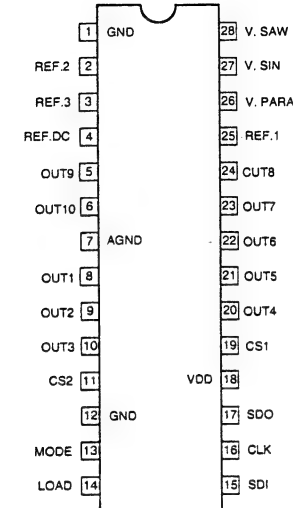 1 GND 28 V. SAW
REF.2 2 27 V. SIN
REF.3 3 26 V. PARA
REF.DC 4 25 REF.1
OUT9 5 24 CUT8
OUT10 6 23 OUT7
7 AGND 22 OUT6
OUT1 8 21 OUT5
OUT2 9 20 OUT4
OUT3 10 19 CS1
CS2 11 VDD 18
12 GND 17 SDO
MODE 13 16 CLK
LOAD 14 15 SDI